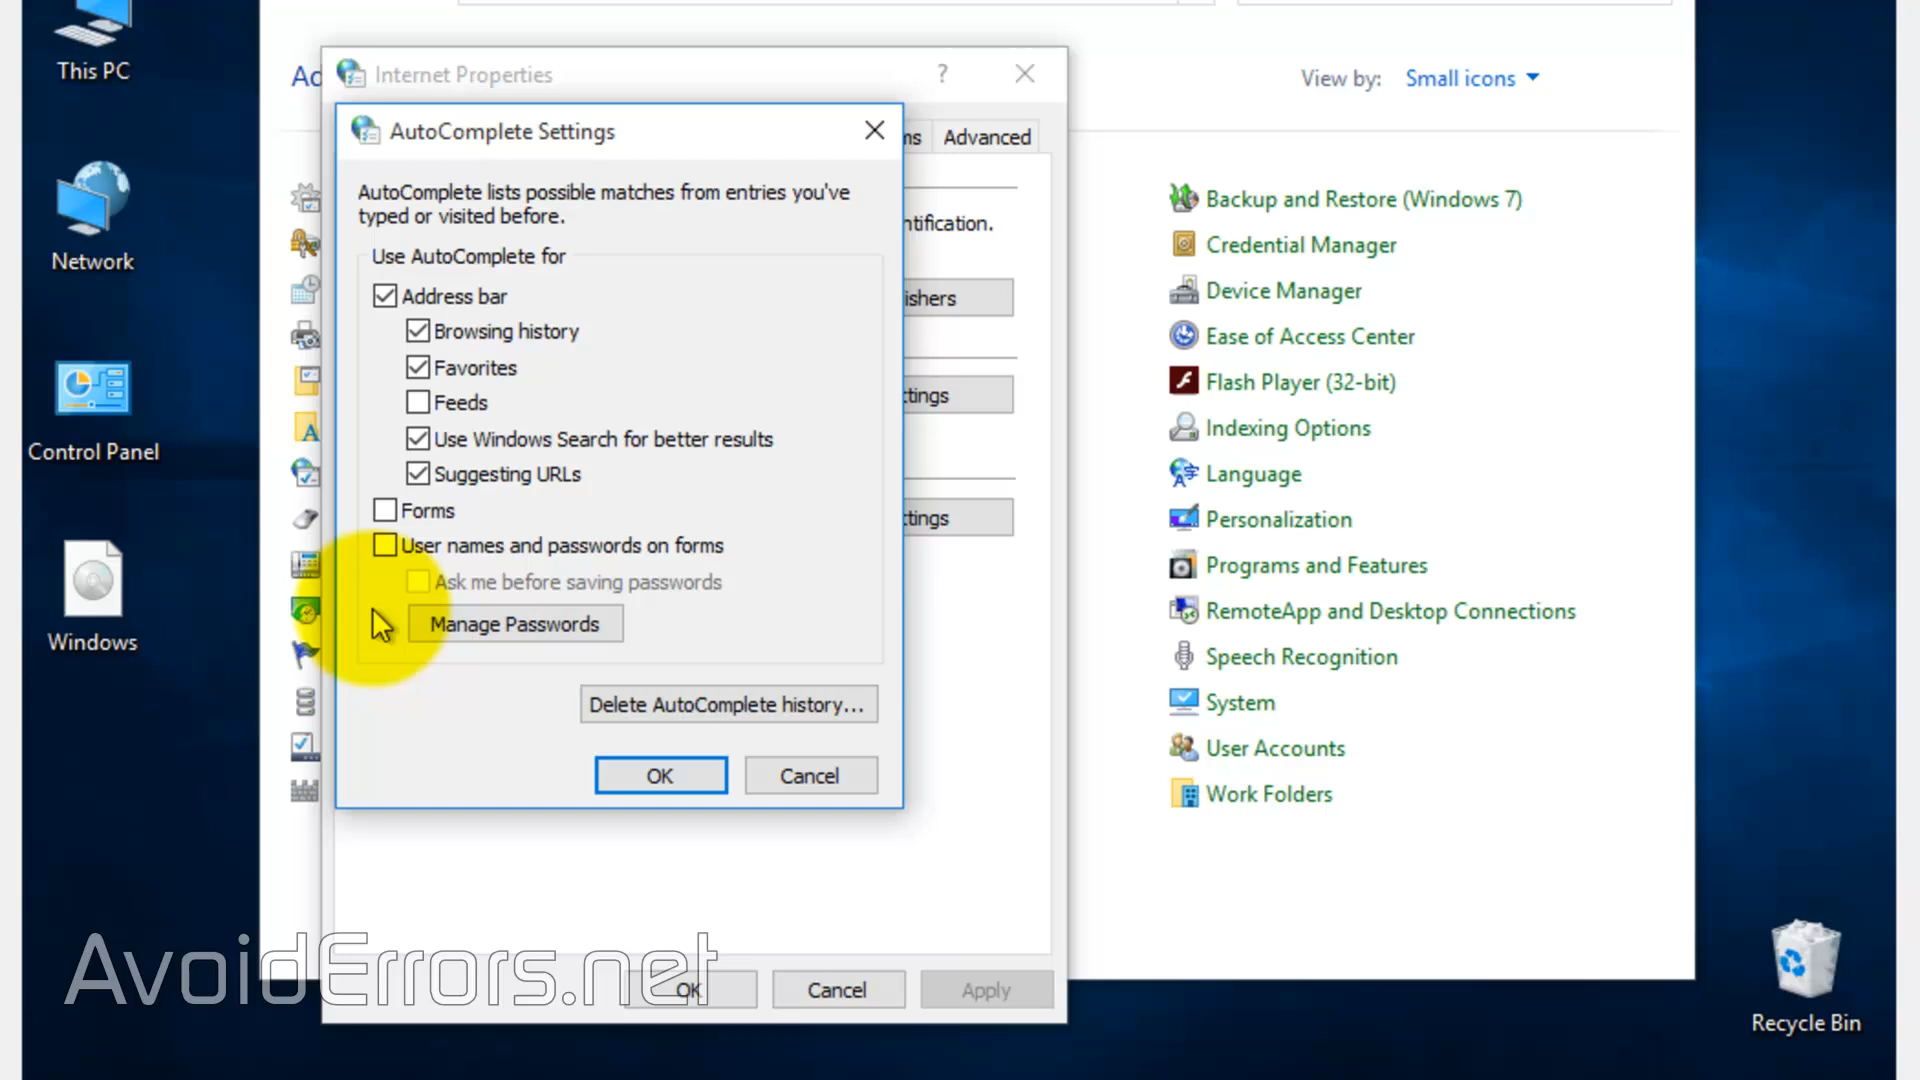 This PC
Network
Control Panel
Windows
Ad
Internet Properties
?
View by: Small icons
AutoComplete Settings
ms
Advanced
AutoComplete lists possible matches from entries you've
typed or visited before.
ntification.
Use AutoComplete for
Address bar
Browsing history
ishers
Favorites
ttings
Feeds
Use Windows Search for better results
Suggesting URLs
Forms
ttings
User names and passwords on forms
Ask me before saving passwords
Manage Passwords
Delete AutoComplete history...
OK
Cancel
Backup and Restore (Windows 7)
Credential Manager
Device Manager
Ease of Access Center
Flash Player (32-bit)
Indexing Options
Language
Personalization
Programs and Features
RemoteApp and Desktop Connections
Speech Recognition
System
User Accounts
Work Folders
AvoidErrors.net
OK
Cancel
Apply
Recycle Bin